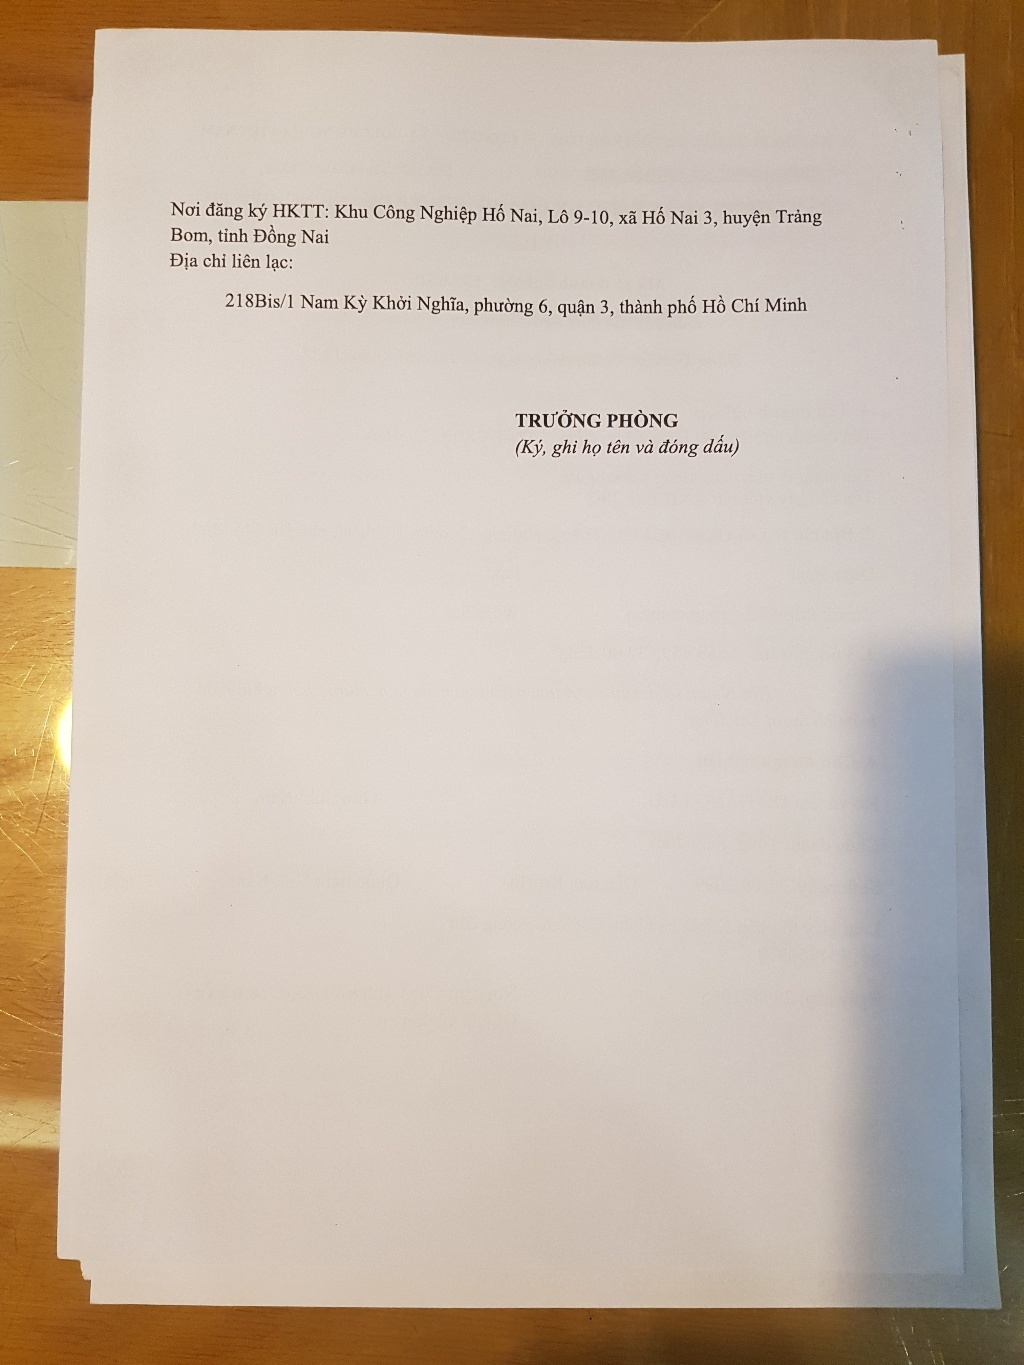 Nơi đăng ký HKTT: Khu Công Nghiệp Hố Nai, Lô 9-10, xã Hố Nai 3, huyện Trảng
Bom, tỉnh Đồng Nai
Địa chỉ liên lạc:
218Bis/1 Nam Kỳ Khởi Nghĩa, phường 6, quận 3, thành phố Hồ Chí Minh
TRƯỞNG PHÒNG
(Ký, ghi họ tên và đóng dấu)